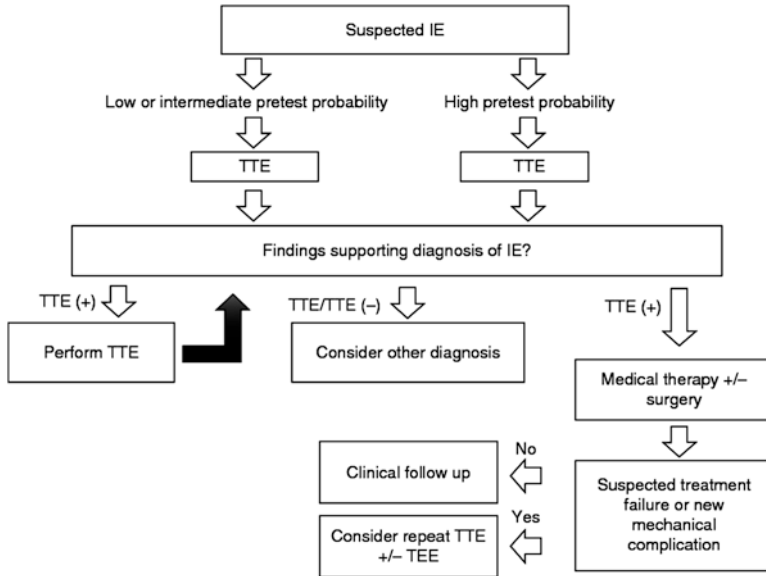 Suspected IE
Low or intermediate pretest probability
High pretest probability
TTE
TTE
Findings supporting diagnosis of IE?
TTE (+)
TTE/TTE (–)
TTE (+)
Perform TTE
Consider other diagnosis
Medical therapy +/–
surgery
No
Clinical follow up
Suspected treatment
failure or new
mechanical
complication
Yes
Consider repeat TTE
+/– TEE